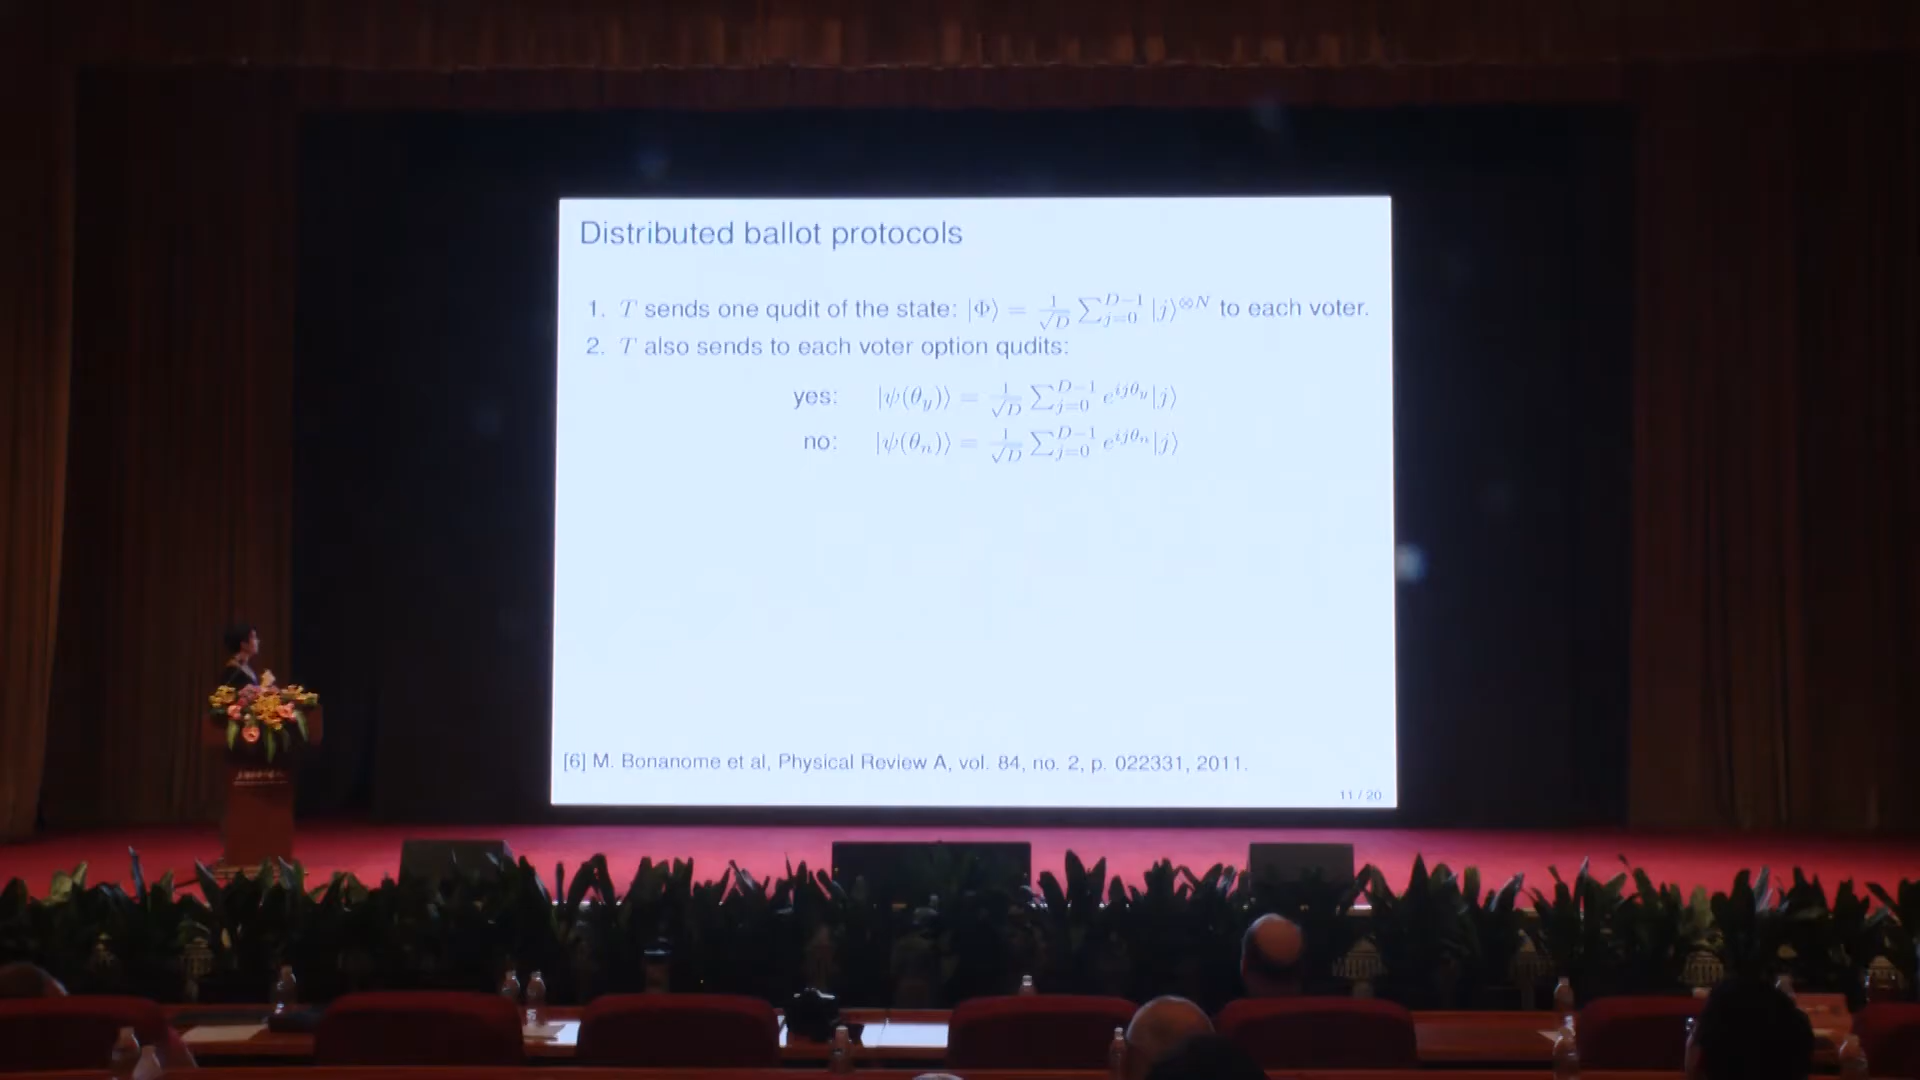 Distributed ballot protocols
1. T sends one qudit of the state: |Φ⟩ = 1/√D ∑_{j=0}^{D−1} |j⟩^{⊗N} to each voter.
2. T also sends to each voter option qudits:
yes: |ψ(θ_y)⟩ = 1/√D ∑_{j=0}^{D−1} e^{ijθ_y}|j⟩
no: |ψ(θ_n)⟩ = 1/√D ∑_{j=0}^{D−1} e^{ijθ_n}|j⟩
[6] M. Bonanome et al, Physical Review A, vol. 84, no. 2, p. 022331, 2011.
11 / 20